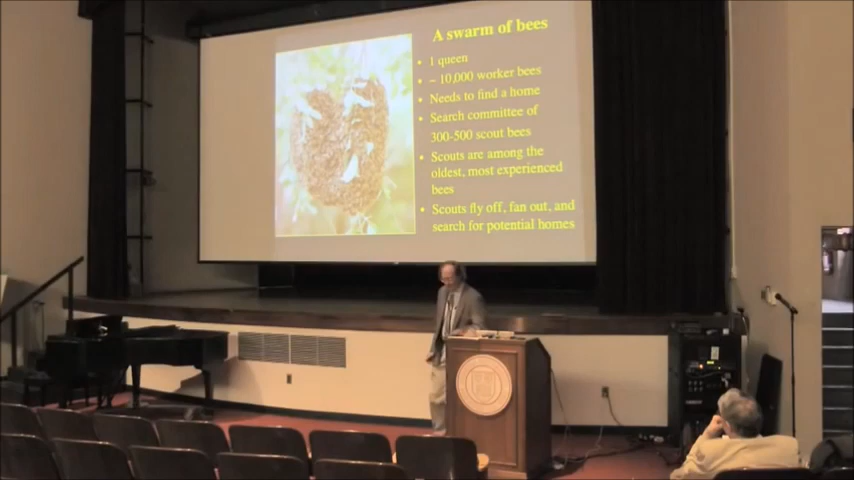 A swarm of bees
• 1 queen
• ~ 10,000 worker bees
• Needs to find a home
• Search committee of
300-500 scout bees
• Scouts are among the
oldest, most experienced
bees
• Scouts fly off, fan out, and
search for potential homes